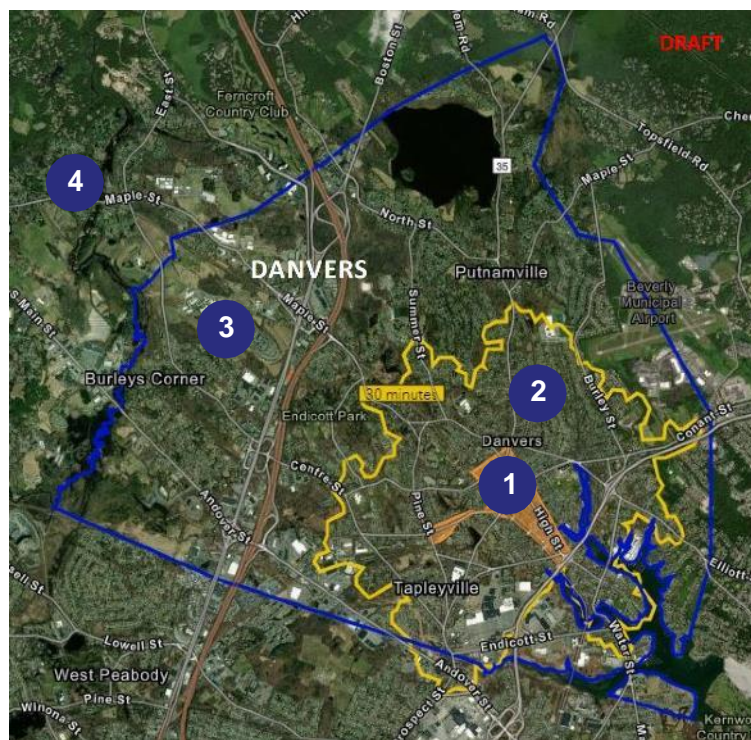 DRAFT
Boston St
Topsfield Rd
East St
Ferncroft
Country Club
35
4
Maple St
Maple St
North St
DANVERS
Putnamville
Beverly
Municipal
Airport
S Main St
3
Maple St
Summer St
Burleys Corner
30 minutes
2
Endicott Park
Burley St
Danvers
Conant St
Centre St
1
Pine St
High St
Andover St
Tapleyville
Elliott
Lowell St
Endicott St
Water St
West Peabody
Pine St
Andover St
Winona St
Kernwo
Country